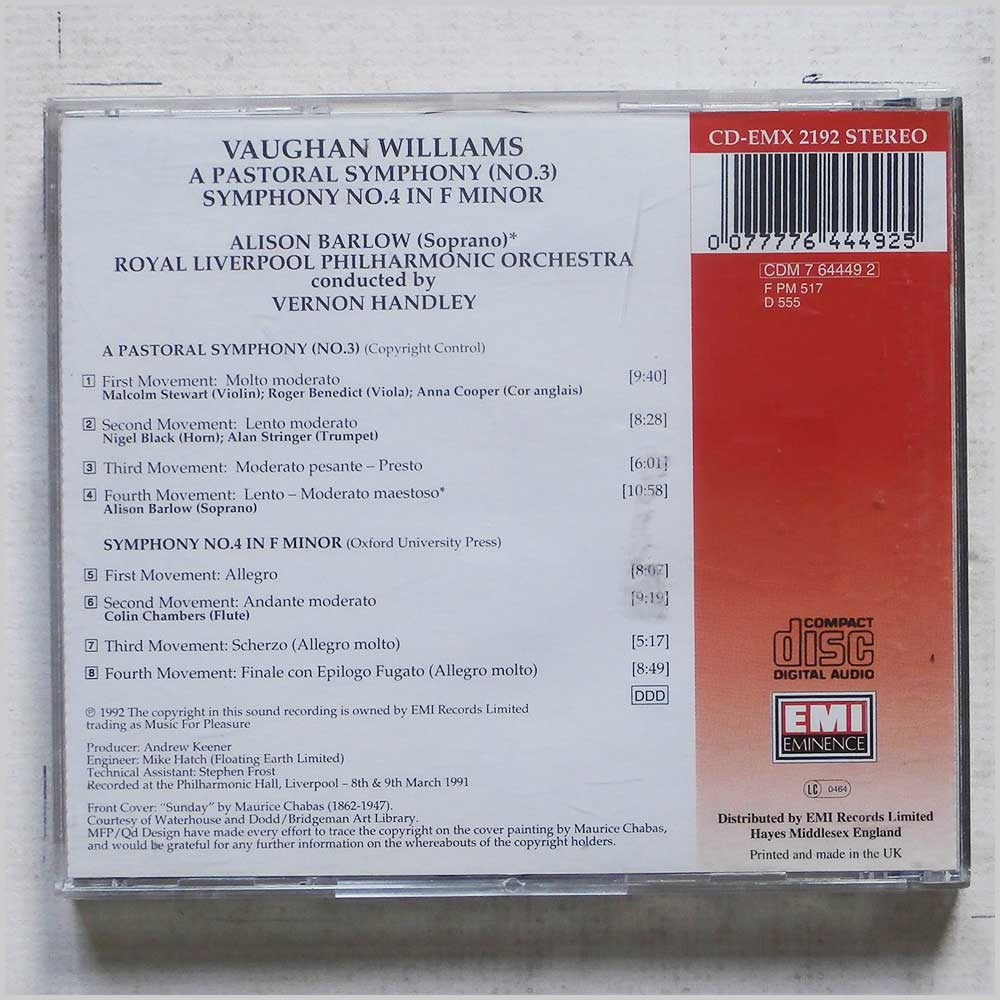 VAUGHAN WILLIAMS
A PASTORAL SYMPHONY (NO.3)
SYMPHONY NO.4 IN F MINOR
ALISON BARLOW (Soprano)*
ROYAL LIVERPOOL PHILHARMONIC ORCHESTRA
conducted by
VERNON HANDLEY
A PASTORAL SYMPHONY (NO.3) (Copyright Control)
1 First Movement: Molto moderato [9:40]
Malcolm Stewart (Violin); Roger Benedict (Viola); Anna Cooper (Cor anglais)
2 Second Movement: Lento moderato [8:28]
Nigel Black (Horn); Alan Stringer (Trumpet)
3 Third Movement: Moderato pesante – Presto [6:01]
4 Fourth Movement: Lento – Moderato maestoso* [10:58]
Alison Barlow (Soprano)
SYMPHONY NO.4 IN F MINOR (Oxford University Press)
5 First Movement: Allegro [8:07]
6 Second Movement: Andante moderato [9:19]
Colin Chambers (Flute)
7 Third Movement: Scherzo (Allegro molto) [5:17]
8 Fourth Movement: Finale con Epilogo Fugato (Allegro molto) [8:49]
DDD
℗ 1992 The copyright in this sound recording is owned by EMI Records Limited
trading as Music For Pleasure
Producer: Andrew Keener
Engineer: Mike Hatch (Floating Earth Limited)
Technical Assistant: Stephen Frost
Recorded at the Philharmonic Hall, Liverpool – 8th & 9th March 1991
Front Cover: "Sunday" by Maurice Chabas (1862-1947).
Courtesy of Waterhouse and Dodd/Bridgeman Art Library.
MFP/Qd Design have made every effort to trace the copyright on the cover painting by Maurice Chabas,
and would be grateful for any further information on the whereabouts of the copyright holders.
CD-EMX 2192 STEREO
0 077776 444925
CDM 7 64449 2
F PM 517
D 555
COMPACT
disc
DIGITAL AUDIO
EMI
EMINENCE
LC 0464
Distributed by EMI Records Limited
Hayes Middlesex England
Printed and made in the UK